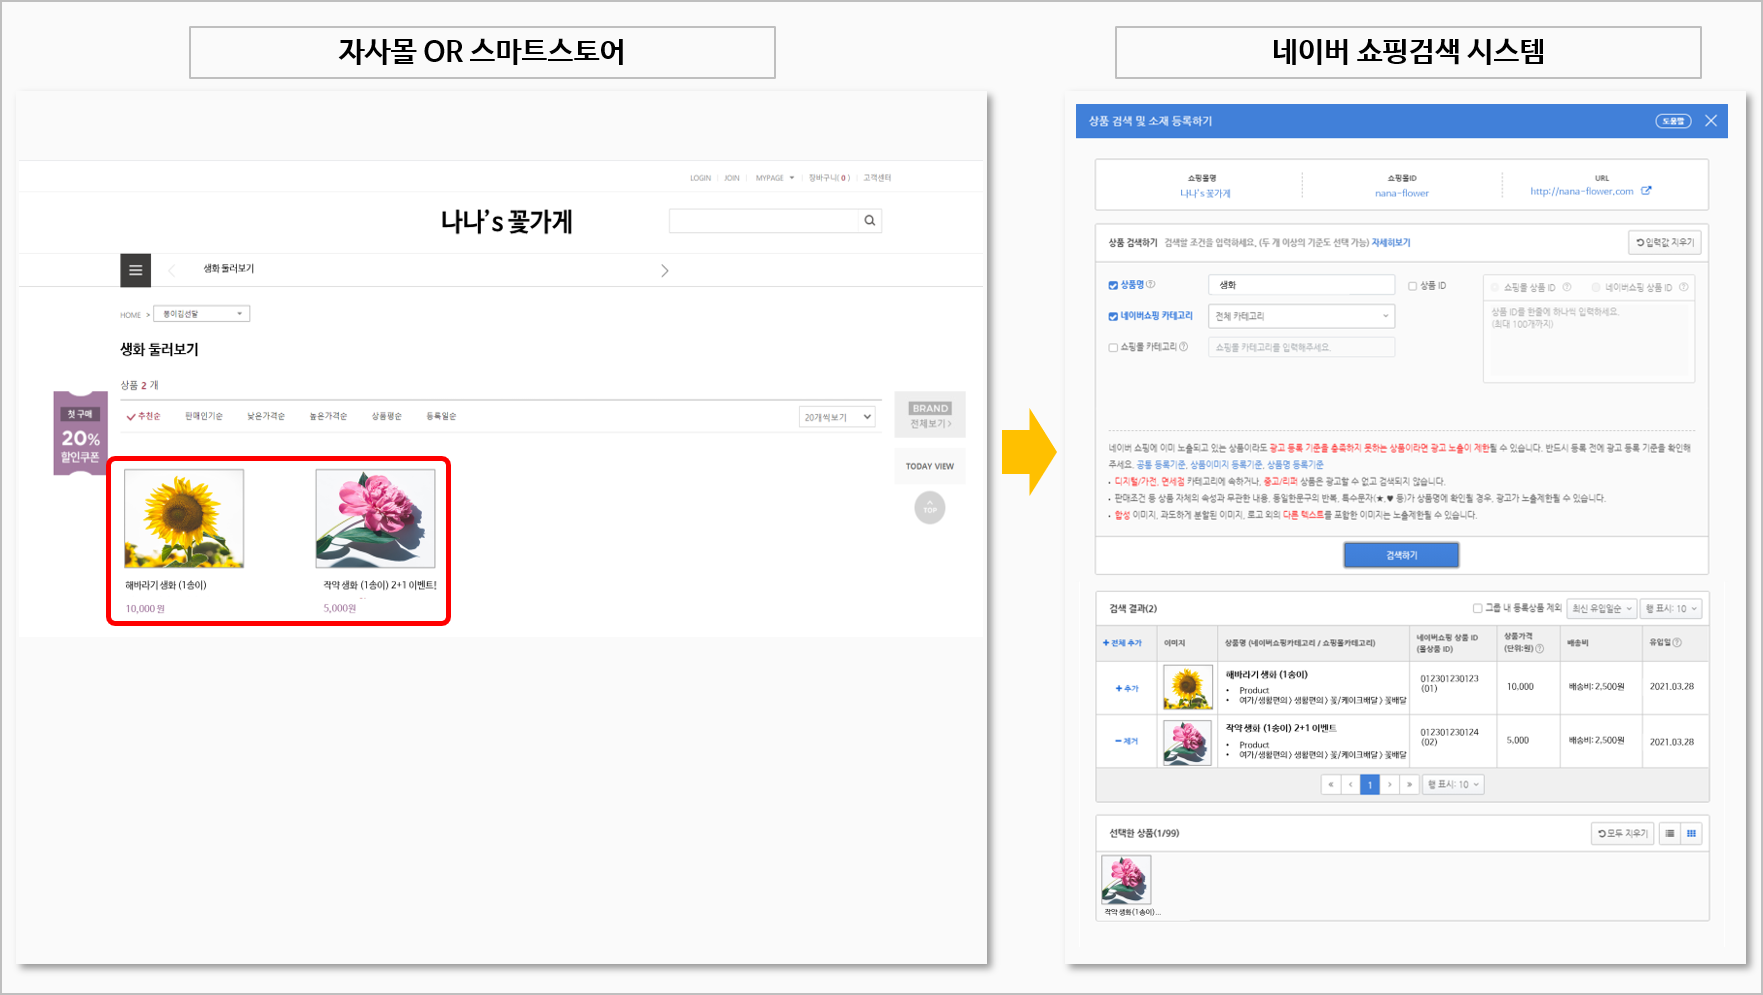 자사몰 OR 스마트스토어
네이버 쇼핑검색 시스템
LOGIN JOIN MYPAGE 장바구니( 0 ) 고객센터
나나's 꽃가게
생화 둘러보기
HOME > 봉이김선달
생화 둘러보기
상품 2 개
추천순 판매인기순 낮은가격순 높은가격순 상품평순 등록일순
20개씩보기
첫 구매
20%
할인쿠폰
BRAND
전체보기 >
TODAY VIEW
TOP
해바라기 생화 (1송이)
10,000 원
작약 생화 (1송이) 2+1 이벤트!
5,000원
상품 검색 및 소재 등록하기
도움말
쇼핑몰명
나나's 꽃가게
쇼핑몰ID
nana-flower
URL
http://nana-flower.com
상품 검색하기 검색할 조건을 입력하세요. (두 개 이상의 기준도 선택 가능) 자세히보기
입력값 지우기
상품명 생화
상품 ID
쇼핑몰 상품 ID 네이버쇼핑 상품 ID
상품 ID를 한줄에 하나씩 입력하세요.
(최대 100개까지)
네이버쇼핑 카테고리 전체 카테고리
쇼핑몰 카테고리 쇼핑몰 카테고리를 입력해주세요.
네이버 쇼핑에 이미 노출되고 있는 상품이라도 광고 등록 기준을 충족하지 못하는 상품이라면 광고 노출이 제한될 수 있습니다. 반드시 등록 전에 광고 등록 기준을 확인해
주세요. 공통 등록기준, 상품이미지 등록기준, 상품명 등록기준
• 디지털/가전, 면세점 카테고리에 속하거나, 중고/리퍼 상품은 광고할 수 없고 검색되지 않습니다.
• 판매조건 등 상품 자체의 속성과 무관한 내용, 동일한문구의 반복, 특수문자(★,♥ 등)가 상품명에 확인될 경우, 광고가 노출제한될 수 있습니다.
• 합성 이미지, 과도하게 분할된 이미지, 로고 외의 다른 텍스트를 포함한 이미지는 노출제한될 수 있습니다.
검색하기
검색 결과(2)
그룹 내 등록상품 제외 최신 유입일순 행 표시: 10
+ 전체 추가 이미지 상품명 (네이버쇼핑카테고리 / 쇼핑몰카테고리) 네이버쇼핑 상품 ID (몰상품 ID) 상품가격 (단위:원) 배송비 유입일
+ 추가
해바라기 생화 (1송이)
• Product
• 여가/생활편의 > 생활편의 > 꽃/케이크배달 > 꽃배달
012301230123
(01)
10,000
배송비: 2,500원
2021.03.28
− 제거
작약 생화 (1송이) 2+1 이벤트
• Product
• 여가/생활편의 > 생활편의 > 꽃/케이크배달 > 꽃배달
012301230124
(02)
5,000
배송비: 2,500원
2021.03.28
« ‹ 1 › » 행 표시: 10
선택한 상품(1/99)
모두 지우기
작약 생화(1송이)...